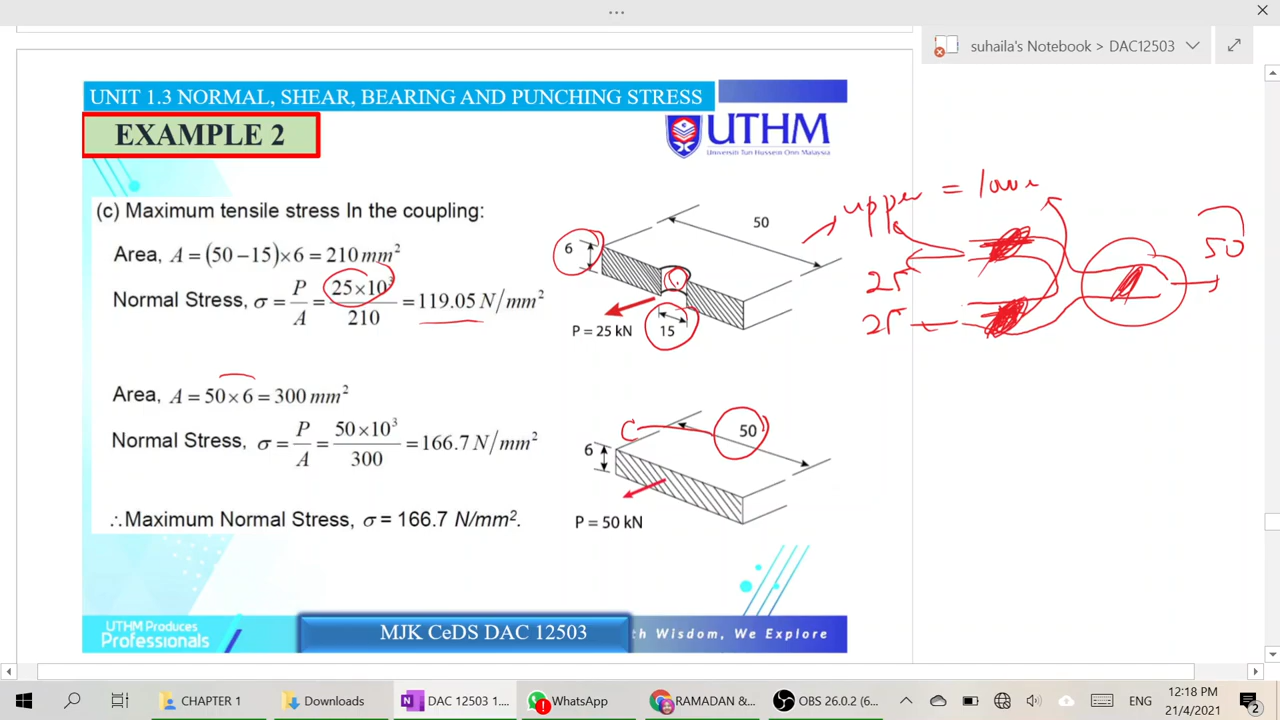 suhaila's Notebook > DAC12503
UNIT 1.3 NORMAL, SHEAR, BEARING AND PUNCHING STRESS
EXAMPLE 2
UTHM
Universiti Tun Hussein Onn Malaysia
(c) Maximum tensile stress In the coupling:
Area, A = (50 − 15) × 6 = 210 mm²
Normal Stress, σ = P/A = 25×10³/210 = 119.05 N/mm²
6
50
15
P = 25 kN
upper =
25
25
50
Area, A = 50 × 6 = 300 mm²
Normal Stress, σ = P/A = 50×10³/300 = 166.7 N/mm²
C
50
6
P = 50 kN
∴Maximum Normal Stress, σ = 166.7 N/mm².
UTHM Produces
Professionals
MJK CeDS DAC 12503
th Wisdom, We Explore
CHAPTER 1
Downloads
DAC 12503 1....
WhatsApp
RAMADAN &...
OBS 26.0.2 (6...
ENG
12:18 PM
21/4/2021
2